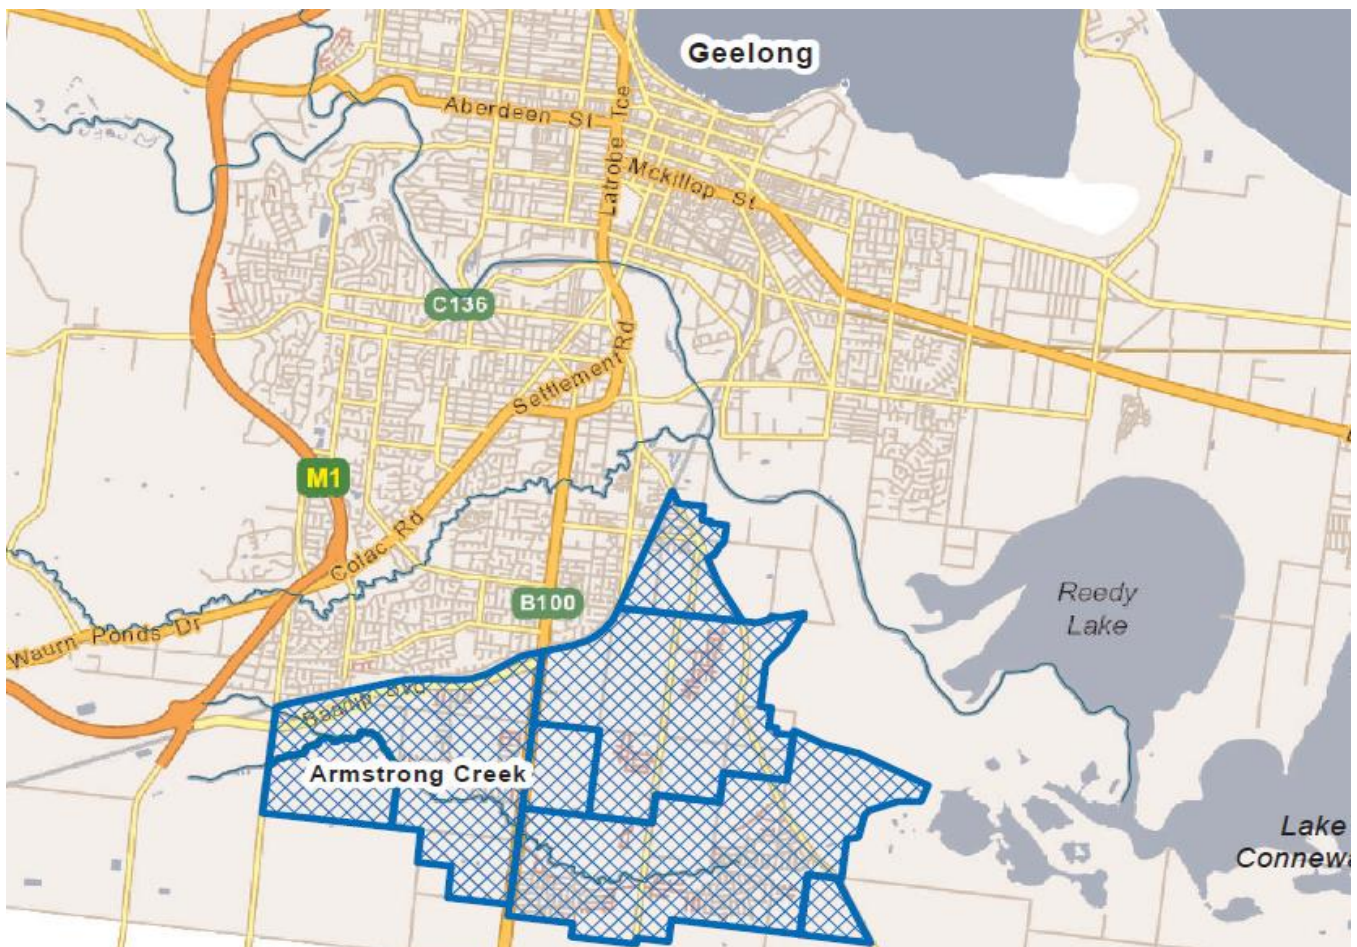 Geelong
Aberdeen St
Latrobe Tce
Mckillop St
C136
Settlement Rd
M1
Colac Rd
B100
Reedy
Lake
Waurn Ponds Dr
Armstrong Creek
Lake
Connewa